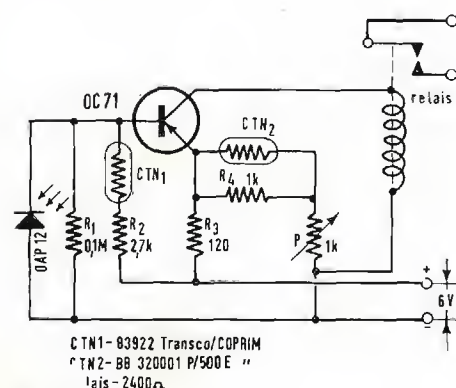 relais
OC71
CTN2
CTN1
R4 1k
OAP 12
R1
0,1M
R2
2,7k
R3
120
P
1k
+
6V
-
CTN1-83922 Transco/COPRIM
CTN2-BB 320001 P/500E "
lais-2400Ω